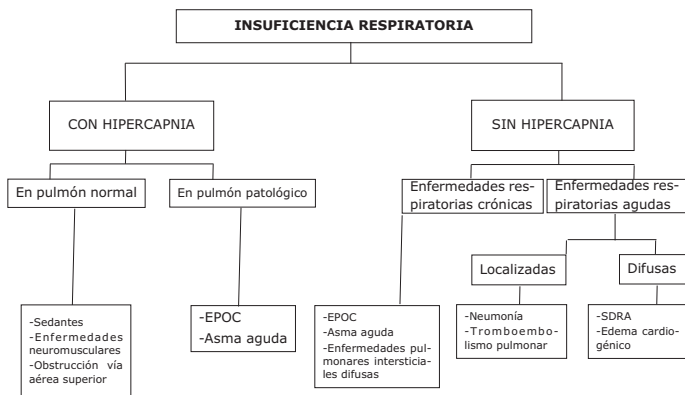 INSUFICIENCIA RESPIRATORIA
CON HIPERCAPNIA
SIN HIPERCAPNIA
En pulmón normal
En pulmón patológico
Enfermedades res-
piratorias crónicas
Enfermedades res-
piratorias agudas
Localizadas
Difusas
-Sedantes
-Enfermedades
neuromusculares
-Obstrucción vía
aérea superior
-EPOC
-Asma aguda
-EPOC
-Asma aguda
-Enfermedades pul-
monares intersticia-
les difusas
-Neumonía
-Tromboembo-
lismo pulmonar
-SDRA
-Edema cardio-
génico